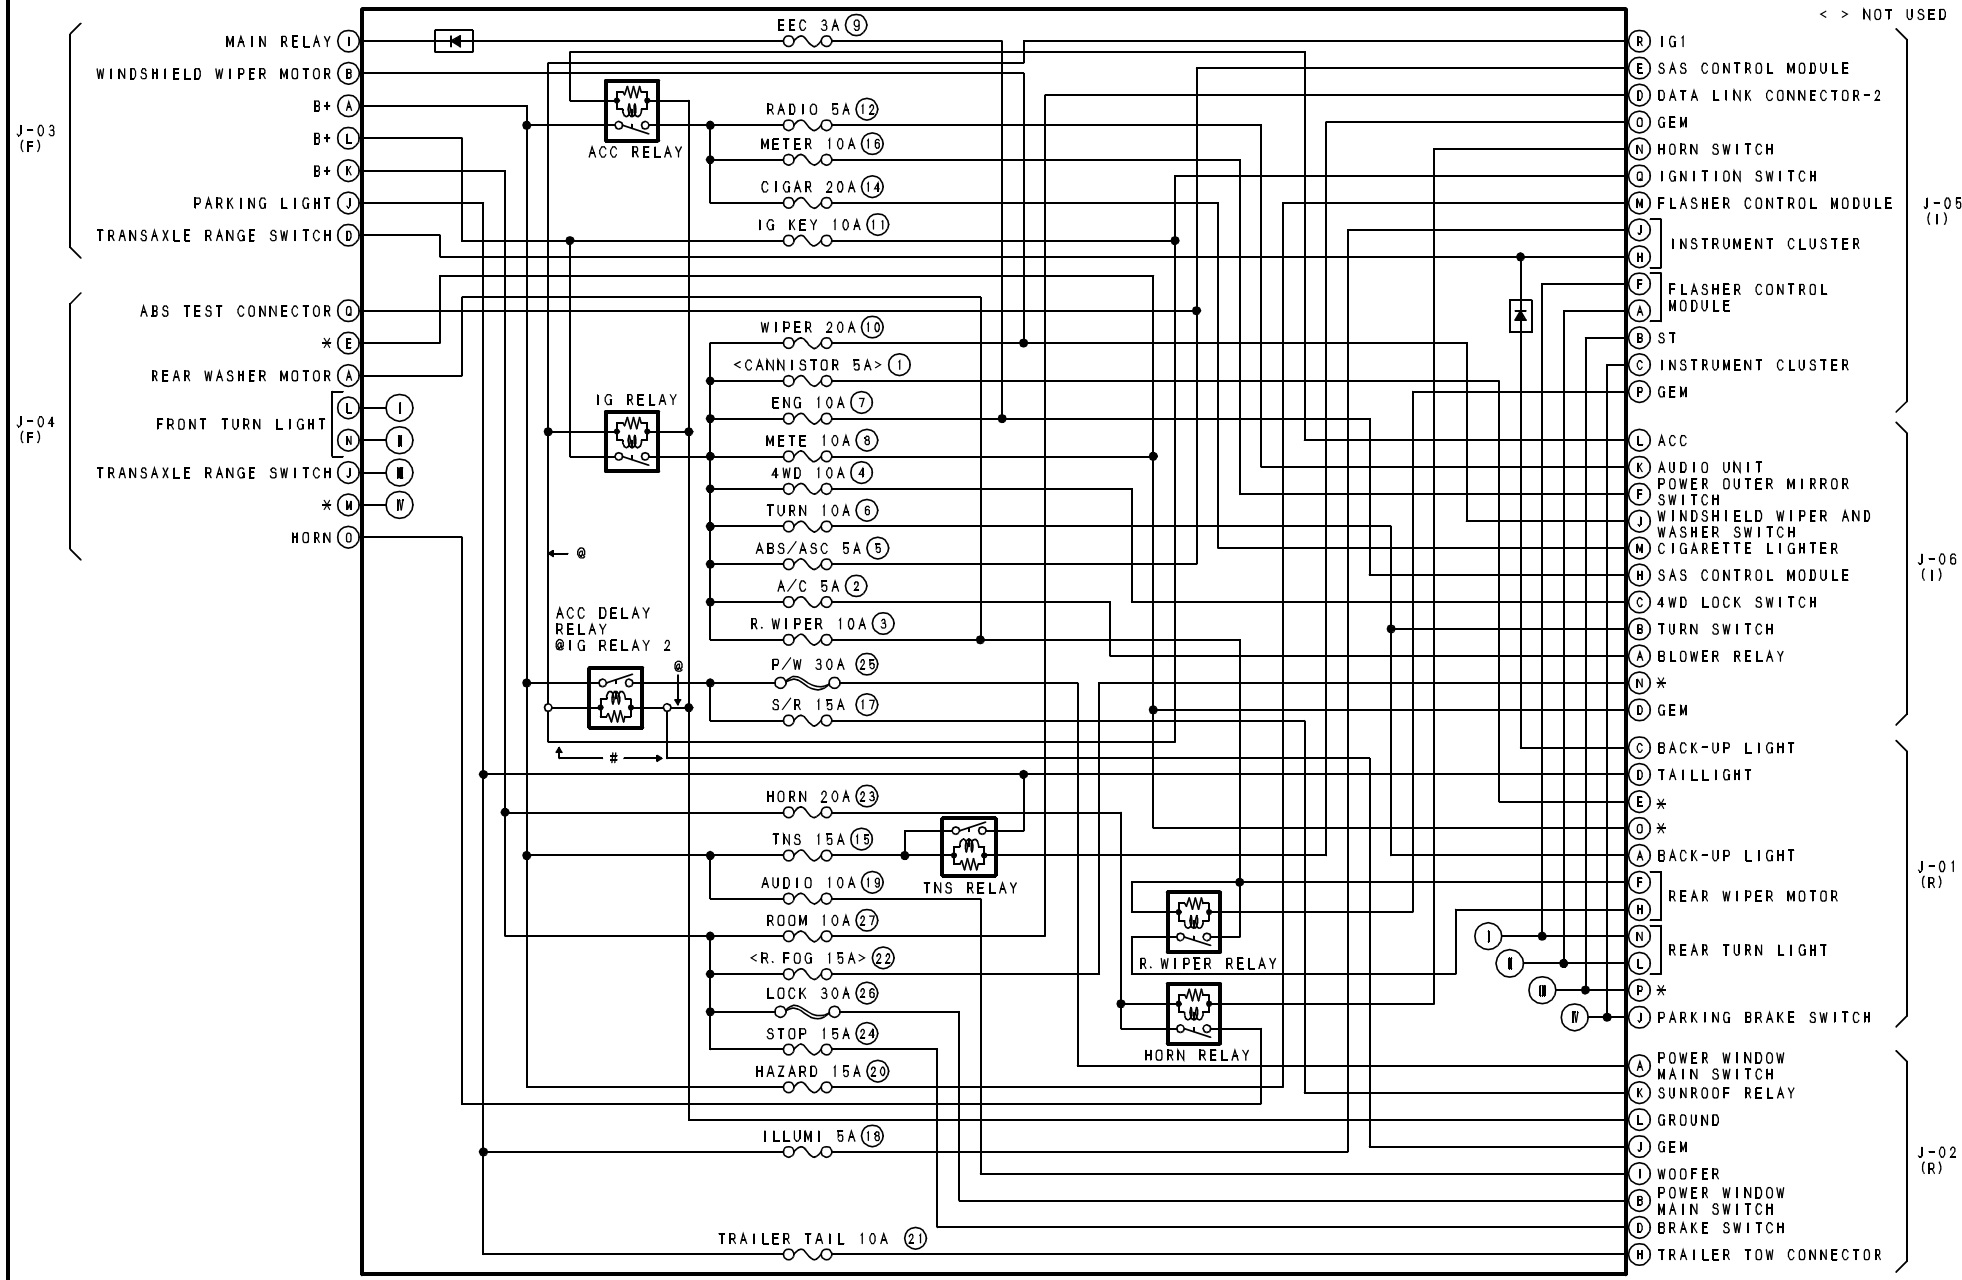 < > NOT USED
J-03
(F)
MAIN RELAY I
WINDSHIELD WIPER MOTOR B
B+ A
B+ L
B+ K
PARKING LIGHT J
TRANSAXLE RANGE SWITCH D
J-04
(F)
ABS TEST CONNECTOR Q
* E
REAR WASHER MOTOR A
FRONT TURN LIGHT
L I
N II
TRANSAXLE RANGE SWITCH J III
* M IV
HORN O
EEC 3A 9
ACC RELAY
RADIO 5A 12
METER 10A 16
CIGAR 20A 14
IG KEY 10A 11
WIPER 20A 10
<CANNISTOR 5A> 1
IG RELAY
ENG 10A 7
METE 10A 8
4WD 10A 4
TURN 10A 6
ABS/ASC 5A 5
@
A/C 5A 2
ACC DELAY
RELAY
@IG RELAY 2
R.WIPER 10A 3
@
P/W 30A 25
S/R 15A 17
#
HORN 20A 23
TNS 15A 15
TNS RELAY
AUDIO 10A 19
ROOM 10A 27
<R.FOG 15A> 22
R.WIPER RELAY
LOCK 30A 26
STOP 15A 24
HORN RELAY
HAZARD 15A 20
ILLUMI 5A 18
TRAILER TAIL 10A 21
I
II
III
IV
J-05
(I)
R IG1
E SAS CONTROL MODULE
D DATA LINK CONNECTOR-2
O GEM
N HORN SWITCH
Q IGNITION SWITCH
M FLASHER CONTROL MODULE
J
H
INSTRUMENT CLUSTER
F
A
FLASHER CONTROL
MODULE
B ST
C INSTRUMENT CLUSTER
P GEM
J-06
(I)
L ACC
K AUDIO UNIT
F POWER OUTER MIRROR
SWITCH
J WINDSHIELD WIPER AND
WASHER SWITCH
M CIGARETTE LIGHTER
H SAS CONTROL MODULE
C 4WD LOCK SWITCH
B TURN SWITCH
A BLOWER RELAY
N *
D GEM
J-01
(R)
C BACK-UP LIGHT
D TAILLIGHT
E *
O *
A BACK-UP LIGHT
F
H
REAR WIPER MOTOR
N
L
REAR TURN LIGHT
P *
J PARKING BRAKE SWITCH
J-02
(R)
A POWER WINDOW
MAIN SWITCH
K SUNROOF RELAY
L GROUND
J GEM
I WOOFER
B POWER WINDOW
MAIN SWITCH
D BRAKE SWITCH
H TRAILER TOW CONNECTOR